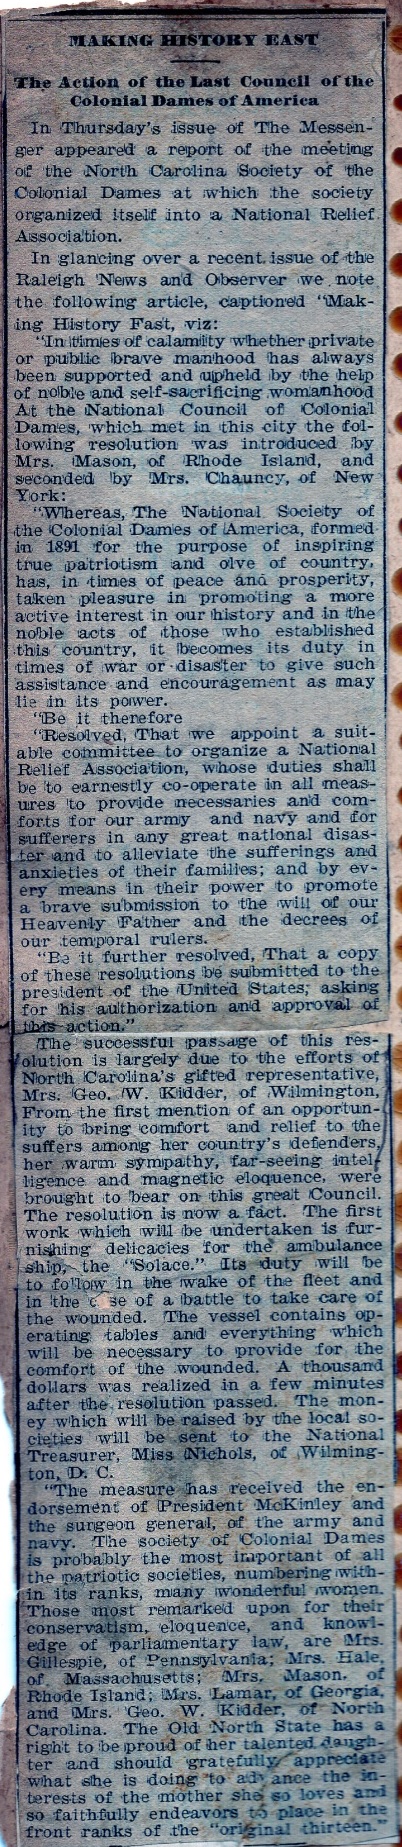 MAKING HISTORY EAST
The Action of the Last Council of the
Colonial Dames of America
In Thursday's issue of The Messen-
ger appeared a report of the meeting
of the North Carolina Society of the
Colonial Dames at which the society
organized itself into a National Relief
Association.
In glancing over a recent issue of the
Raleigh News and Observer we note
the following article, captioned "Mak-
ing History Fast, viz:
"In times of calamity whether private
or public brave manhood has always
been supported and upheld by the help
of noble and self-sacrificing womanhood
At the National Council of Colonial
Dames, which met in this city the fol-
lowing resolution was introduced by
Mrs. Mason, of Rhode Island, and
seconded by Mrs. Chauncy, of New
York:
"Whereas, The National Society of
the Colonial Dames of America, formed
in 1891 for the purpose of inspiring
true patriotism and olve of country,
has, in times of peace and prosperity,
taken pleasure in promoting a more
active interest in our history and in the
noble acts of those who established
this country, it becomes its duty in
times of war or disaster to give such
assistance and encouragement as may
lie in its power.
"Be it therefore
"Resolved, That we appoint a suit-
able committee to organize a National
Relief Association, whose duties shall
be to earnestly co-operate in all meas-
ures to provide necessaries and com-
forts for our army and navy and for
sufferers in any great national disas-
ter and to alleviate the sufferings and
anxieties of their families; and by ev-
ery means in their power to promote
a brave submission to the will of our
Heavenly Father and the decrees of
our temporal rulers.
"Be it further resolved, That a copy
of these resolutions be submitted to the
president of the United States, asking
for his authorization and approval of
this action."
The successful passage of this res-
olution is largely due to the efforts of
North Carolina's gifted representative,
Mrs. Geo. W. Kidder, of Wilmington,
From the first mention of an opportun-
ity to bring comfort and relief to the
suffers among her country's defenders,
her warm sympathy, far-seeing intel-
ligence and magnetic eloquence, were
brought to bear on this great Council.
The resolution is now a fact. The first
work which will be undertaken is fur-
nishing delicacies for the ambulance
ship, the "Solace." Its duty will be
to follow in the wake of the fleet and
in the case of a battle to take care of
the wounded. The vessel contains op-
erating tables and everything which
will be necessary to provide for the
comfort of the wounded. A thousand
dollars was realized in a few minutes
after the resolution passed. The mon-
ey which will be raised by the local so-
cieties will be sent to the National
Treasurer, Miss Nichols, of Wilming-
ton, D. C.
"The measure has received the en-
dorsement of President McKinley and
the surgeon general, of the army and
navy. The society of Colonial Dames
is probably the most important of all
the patriotic societies, numbering with-
in its ranks, many wonderful women.
Those most remarked upon for their
conservatism, eloquence, and knowl-
edge of parliamentary law, are Mrs.
Gillespie, of Pennsylvania; Mrs. Hale,
of Massachusetts; Mrs. Mason, of
Rhode Island; Mrs. Lamar, of Georgia,
and Mrs. Geo. W. Kidder, of North
Carolina. The Old North State has a
right to be proud of her talented daugh-
ter and should gratefully appreciate
what she is doing to advance the in-
terests of the mother she so loves and
so faithfully endeavors to place in the
front ranks of the "original thirteen."